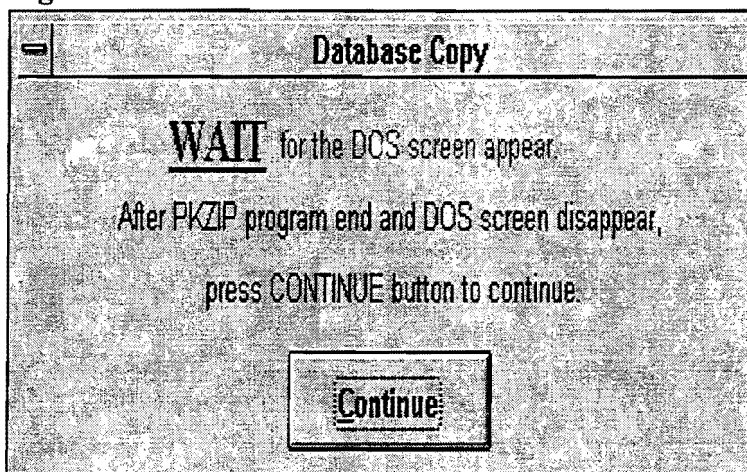 Database Copy
WAIT for the DOS screen appear.
After PKZIP program end and DOS screen disappear,
press CONTINUE button to continue.
Continue